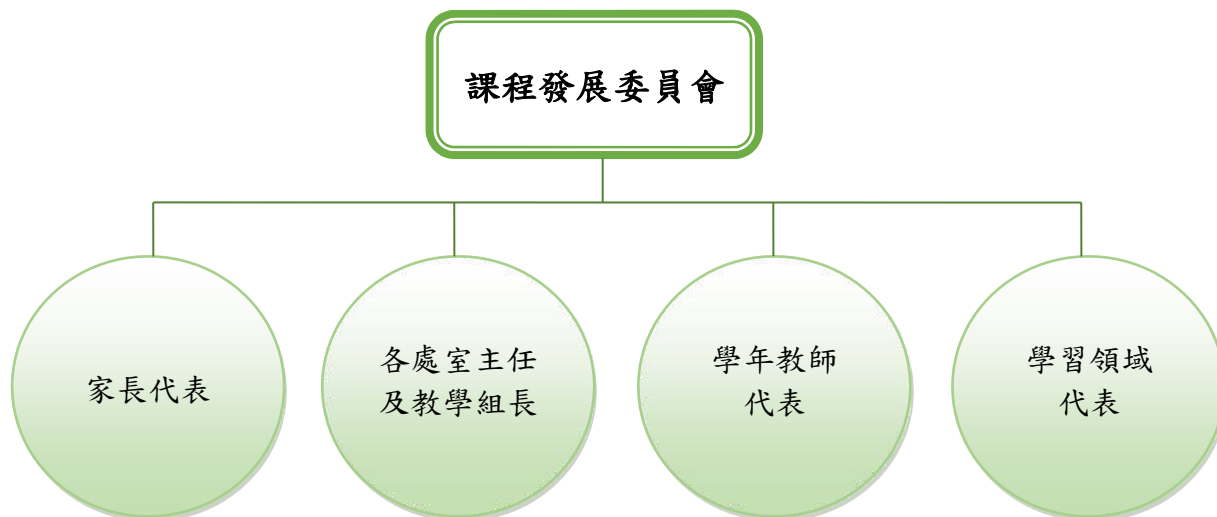 課程發展委員會
家長代表
各處室主任
及教學組長
學年教師
代表
學習領域
代表